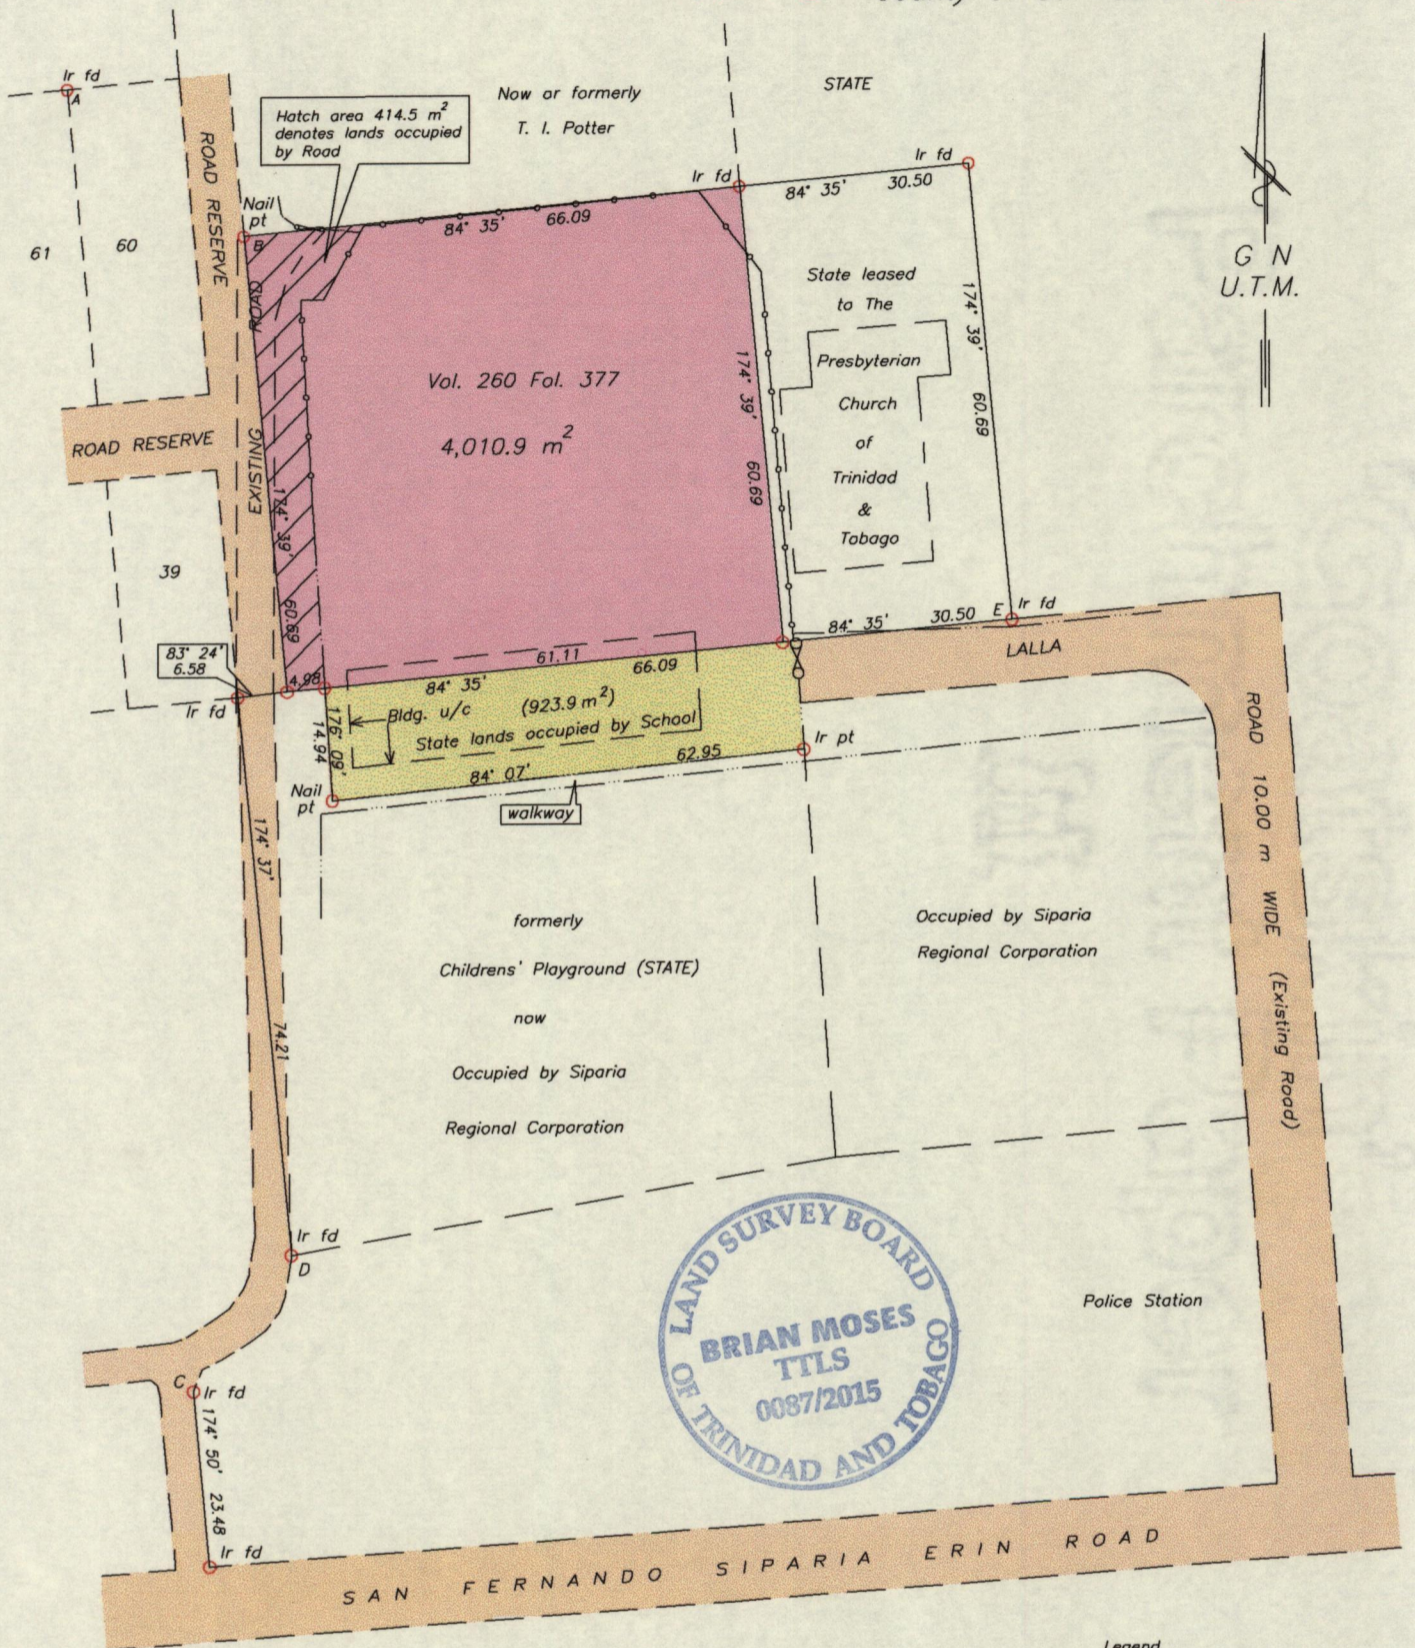 Ir fd
A
Hatch area 414.5 m²
denotes lands occupied
by Road
Now or formerly
T. I. Potter
STATE
Ir fd
84° 35' 30.50
Ir fd
ROAD RESERVE
Nail
pt
B
84° 35' 66.09
61
60
G N
U.T.M.
State leased
to The
Presbyterian
Church
of
Trinidad
&
Tobago
174° 39' 60.69
174° 39' 60.69
Vol. 260 Fol. 377
4,010.9 m²
EXISTING ROAD
174° 39' 60.69
ROAD RESERVE
39
83° 24'
6.58
Ir fd
4.98
61.11
84° 35' 66.09
84° 35' 30.50
E Ir fd
LALLA
ROAD 10.00 m WIDE (Existing Road)
Bldg. u/c (923.9 m²)
State lands occupied by School
176° 09'
14.94
84° 07' 62.95
Ir pt
Nail
pt
walkway
174° 37' 74.21
formerly
Childrens' Playground (STATE)
now
Occupied by Siparia
Regional Corporation
Occupied by Siparia
Regional Corporation
Ir fd
D
Police Station
LAND SURVEY BOARD
OF TRINIDAD AND TOBAGO
BRIAN MOSES
TTLS
0087/2015
C
Ir fd
174° 50' 23.48
Ir fd
SAN FERNANDO SIPARIA ERIN ROAD